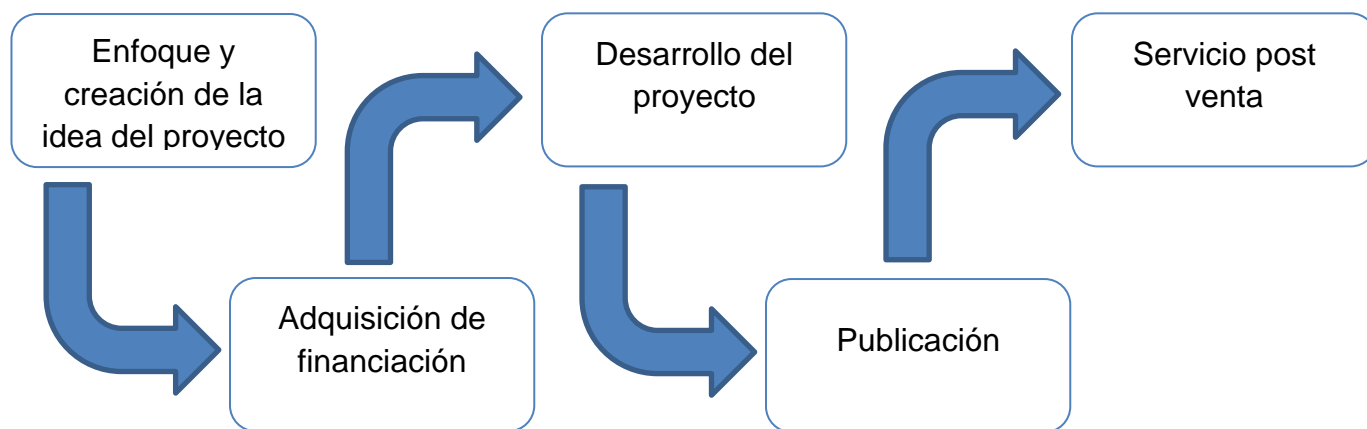 Enfoque y
creación de la
idea del proyecto
Adquisición de
financiación
Desarrollo del
proyecto
Publicación
Servicio post
venta